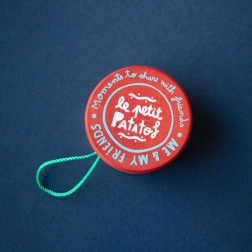 Moments to share with friends
• ME & MY FRIENDS •
le petit
PATATOS